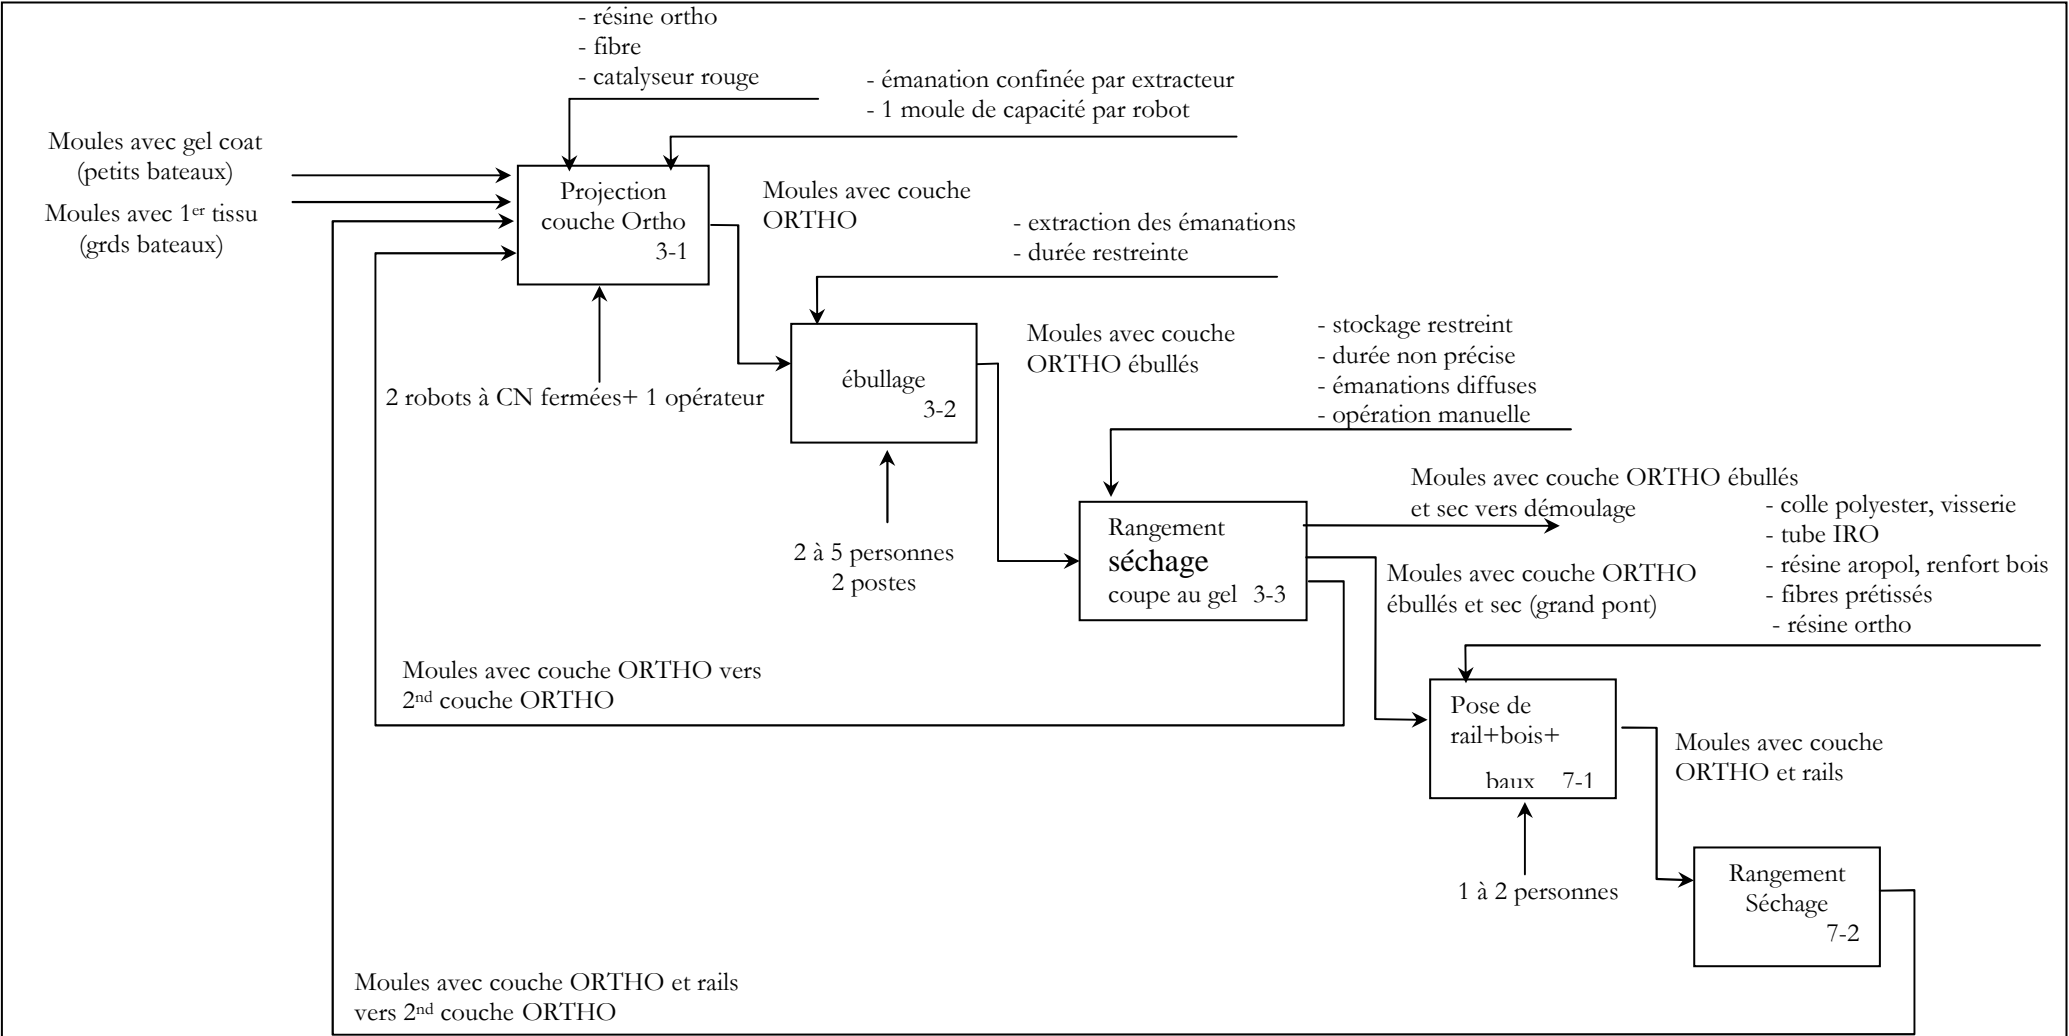 - résine ortho
- fibre
- catalyseur rouge
- émanation confinée par extracteur
- 1 moule de capacité par robot
Moules avec gel coat
(petits bateaux)
Moules avec 1er tissu
(grds bateaux)
Projection
couche Ortho
3-1
Moules avec couche
ORTHO
- extraction des émanations
- durée restreinte
2 robots à CN fermées+ 1 opérateur
ébullage
3-2
Moules avec couche
ORTHO ébullés
- stockage restreint
- durée non précise
- émanations diffuses
- opération manuelle
2 à 5 personnes
2 postes
Rangement
séchage
coupe au gel 3-3
Moules avec couche ORTHO ébullés
et sec vers démoulage
Moules avec couche ORTHO
ébullés et sec (grand pont)
- colle polyester, visserie
- tube IRO
- résine aropol, renfort bois
- fibres prétissés
- résine ortho
Moules avec couche ORTHO vers
2nd couche ORTHO
Pose de
rail+bois+
baux 7-1
Moules avec couche
ORTHO et rails
1 à 2 personnes
Rangement
Séchage
7-2
Moules avec couche ORTHO et rails
vers 2nd couche ORTHO